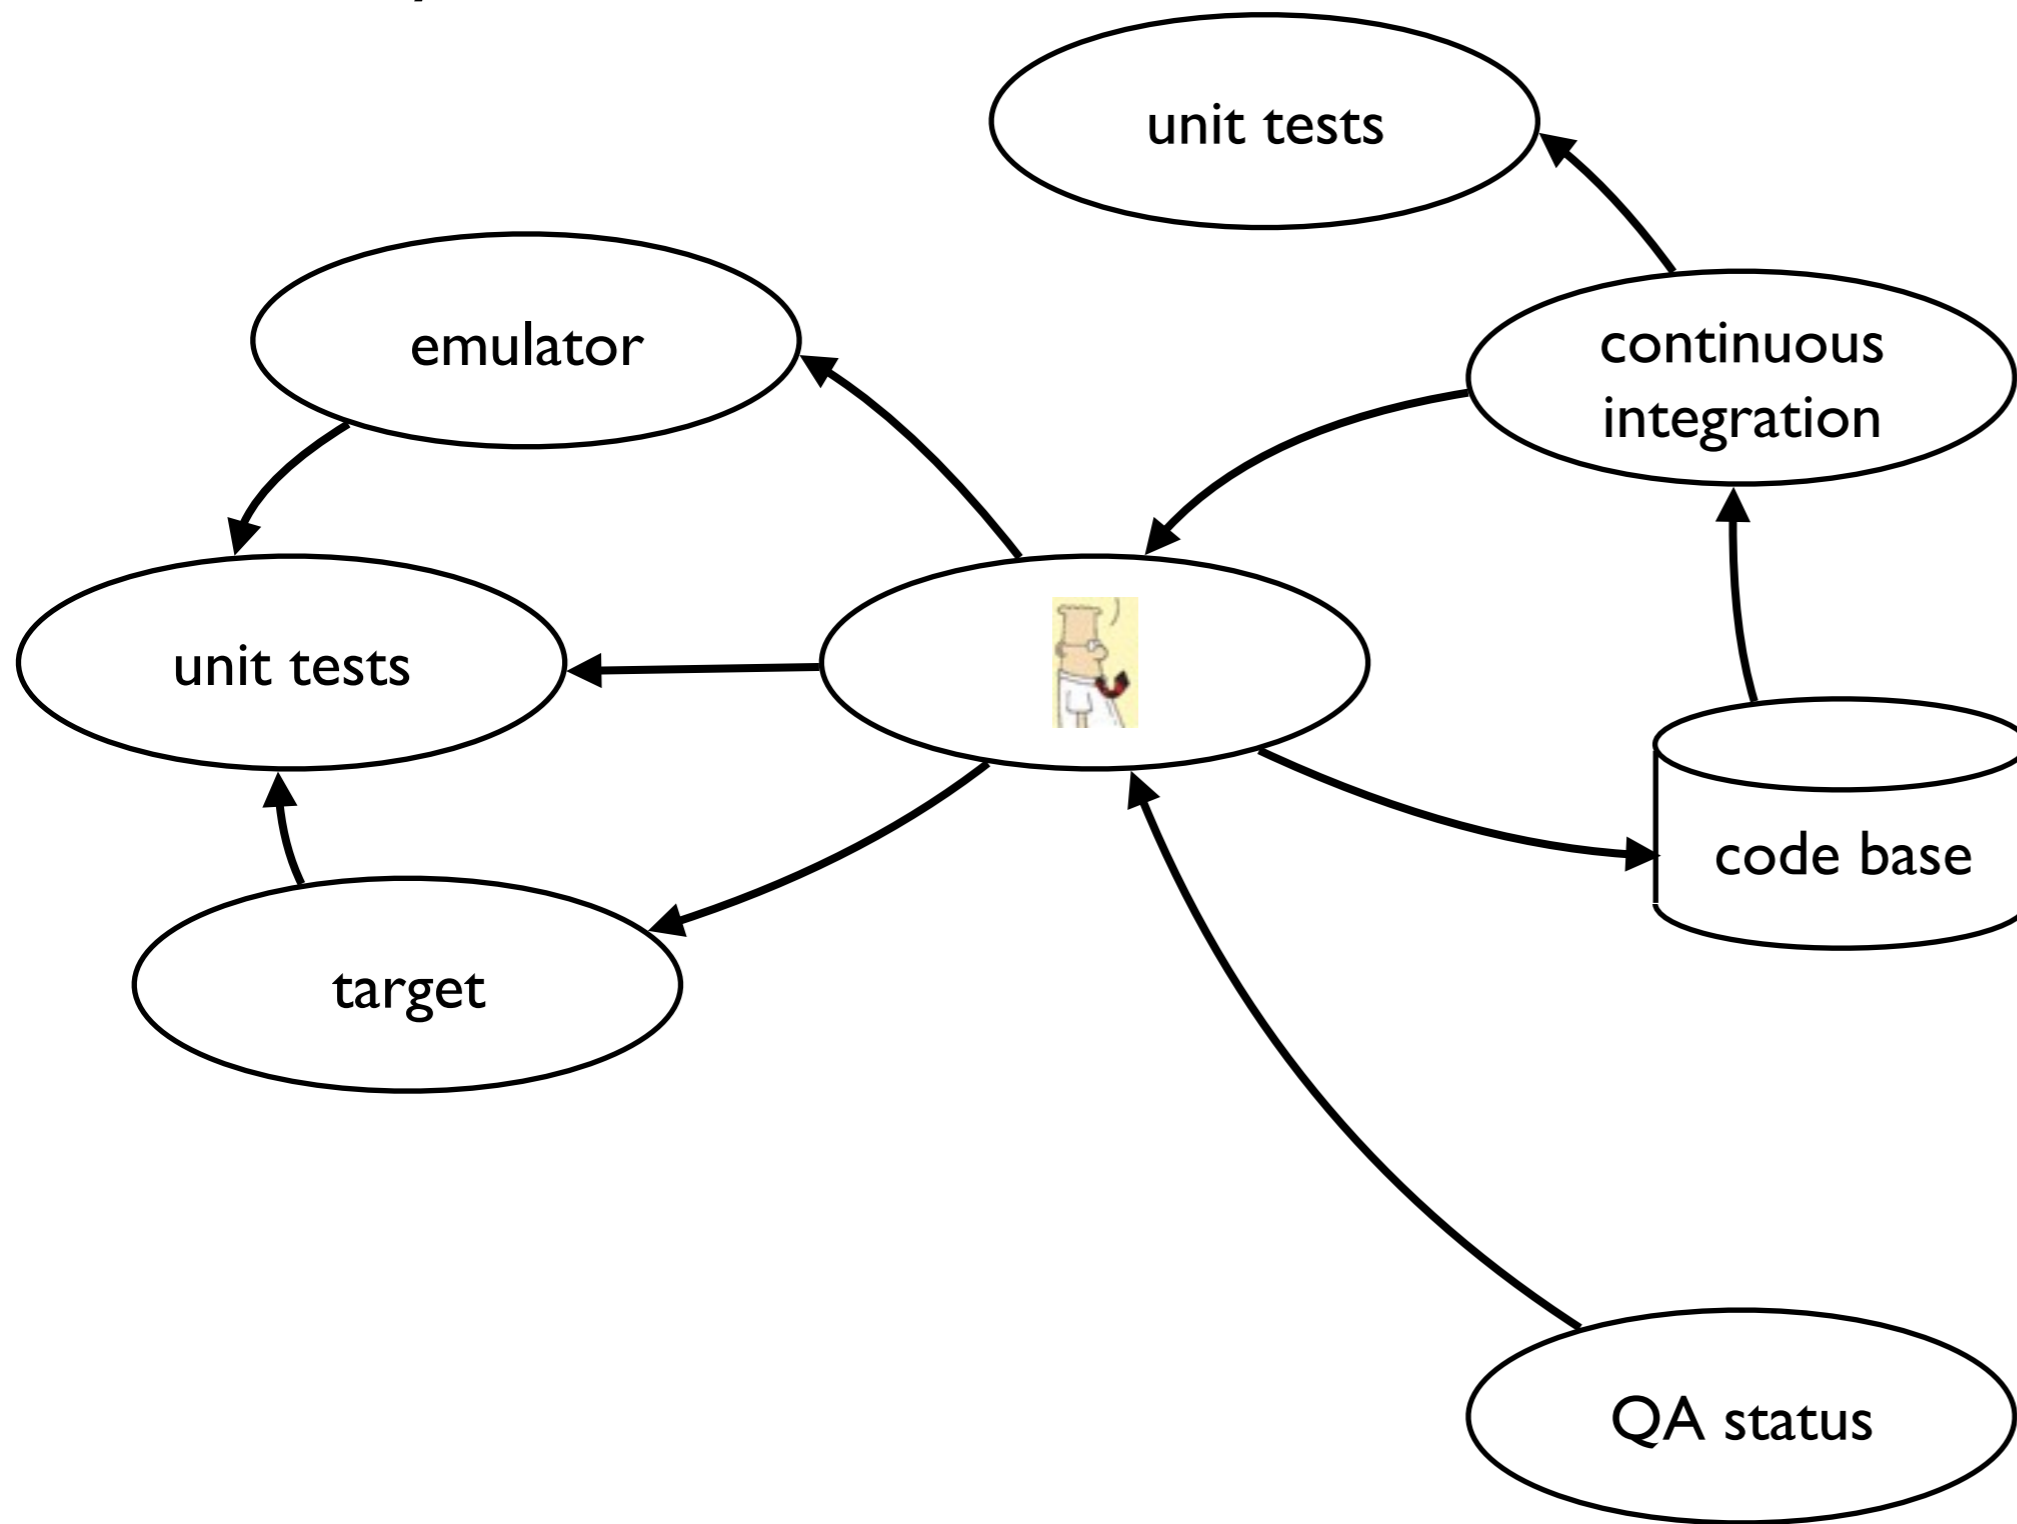 unit tests
emulator
continuous
integration
unit tests
code base
target
QA status